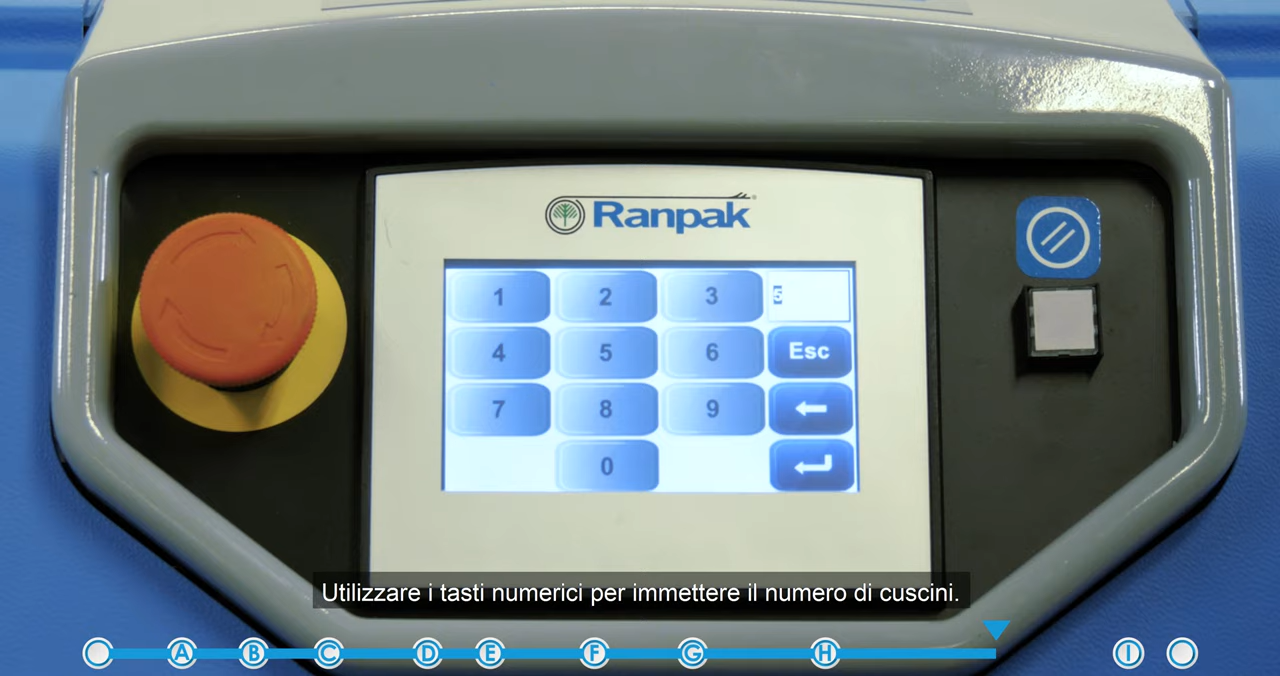 Ranpak
1 2 3 5
4 5 6 Esc
7 8 9
0
Utilizzare i tasti numerici per immettere il numero di cuscini.
A B C D E F G H I